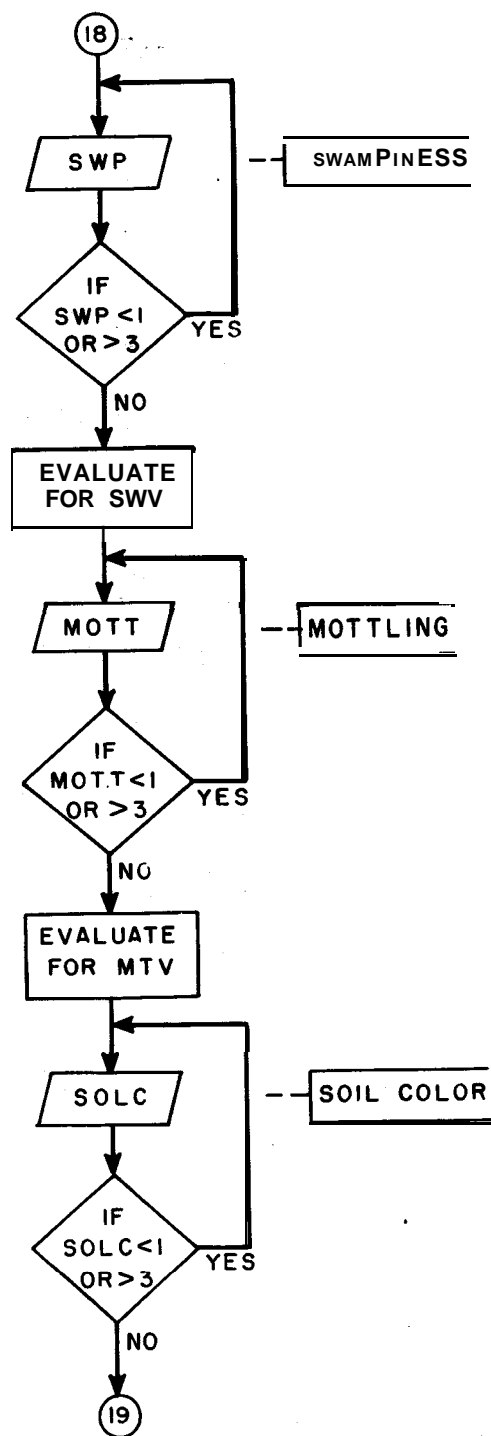 18
SWP
SWAMPinESS
IF
SWP<1
OR>3
YES
NO
EVALUATE
FOR SWV
MOTT
MOTTLING
IF
MOT.T<1
OR>3
YES
NO
EVALUATE
FOR MTV
SOLC
SOIL COLOR
IF
SOLC<1
OR>3
YES
NO
19